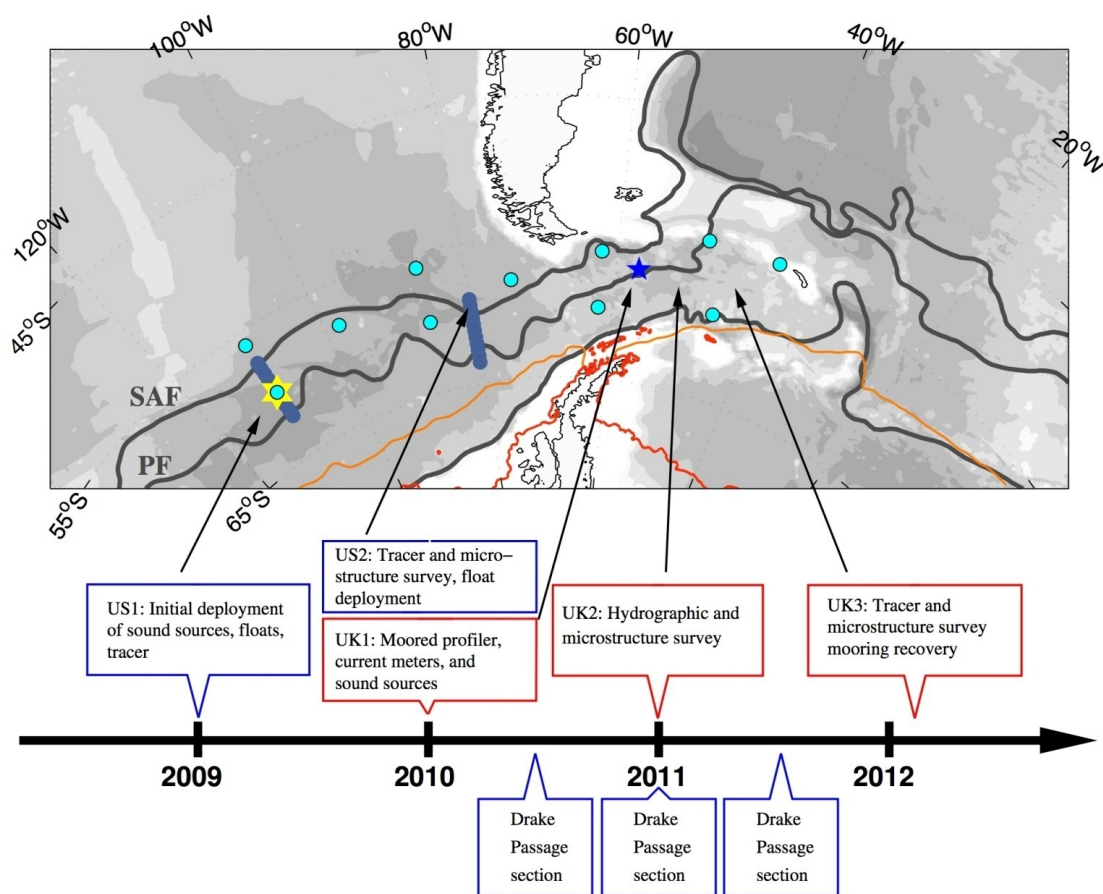 100°W
80°W
60°W
40°W
20°W
120°W
45°S
SAF
PF
55°S
65°S
US1: Initial deployment
of sound sources, floats,
tracer
US2: Tracer and micro−
structure survey, float
deployment
UK1: Moored profiler,
current meters, and
sound sources
UK2: Hydrographic and
microstructure survey
UK3: Tracer and
microstructure survey
mooring recovery
2009
2010
2011
2012
Drake
Passage
section
Drake
Passage
section
Drake
Passage
section